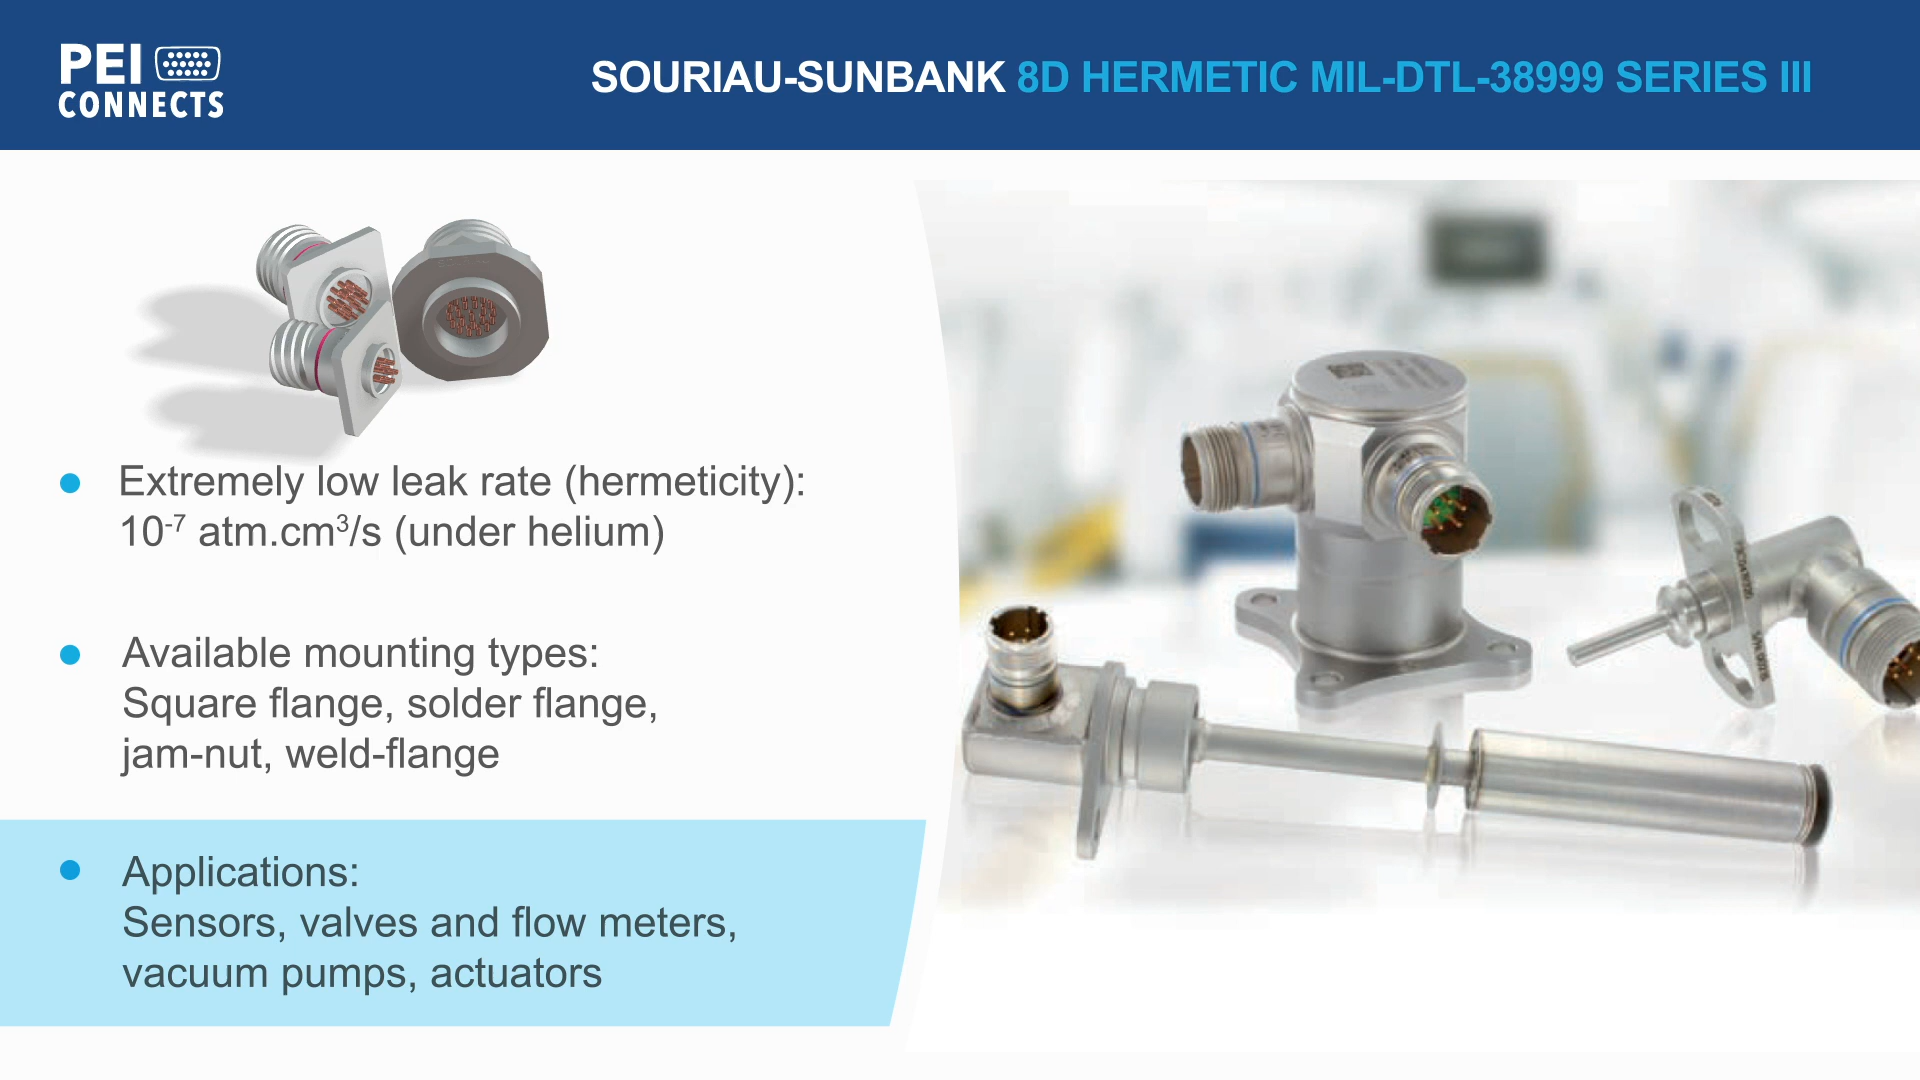 PEI
CONNECTS
SOURIAU-SUNBANK 8D HERMETIC MIL-DTL-38999 SERIES III
Extremely low leak rate (hermeticity):
10⁻⁷ atm.cm³/s (under helium)
Available mounting types:
Square flange, solder flange,
jam-nut, weld-flange
Applications:
Sensors, valves and flow meters,
vacuum pumps, actuators